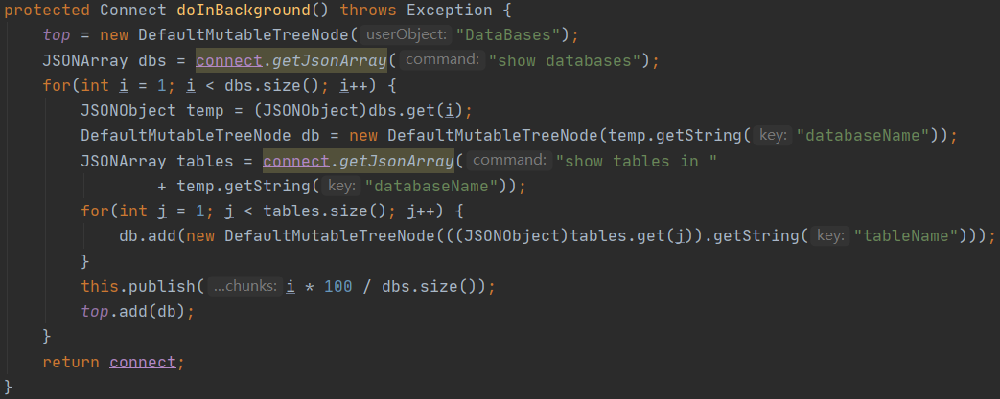 protected Connect doInBackground() throws Exception {
top = new DefaultMutableTreeNode( userObject: "DataBases");
JSONArray dbs = connect.getJsonArray( command: "show databases");
for(int i = 1; i < dbs.size(); i++) {
JSONObject temp = (JSONObject)dbs.get(i);
DefaultMutableTreeNode db = new DefaultMutableTreeNode(temp.getString( key: "databaseName"));
JSONArray tables = connect.getJsonArray( command: "show tables in "
+ temp.getString( key: "databaseName"));
for(int j = 1; j < tables.size(); j++) {
db.add(new DefaultMutableTreeNode(((JSONObject)tables.get(j)).getString( key: "tableName")));
}
this.publish( ...chunks: i * 100 / dbs.size());
top.add(db);
}
return connect;
}